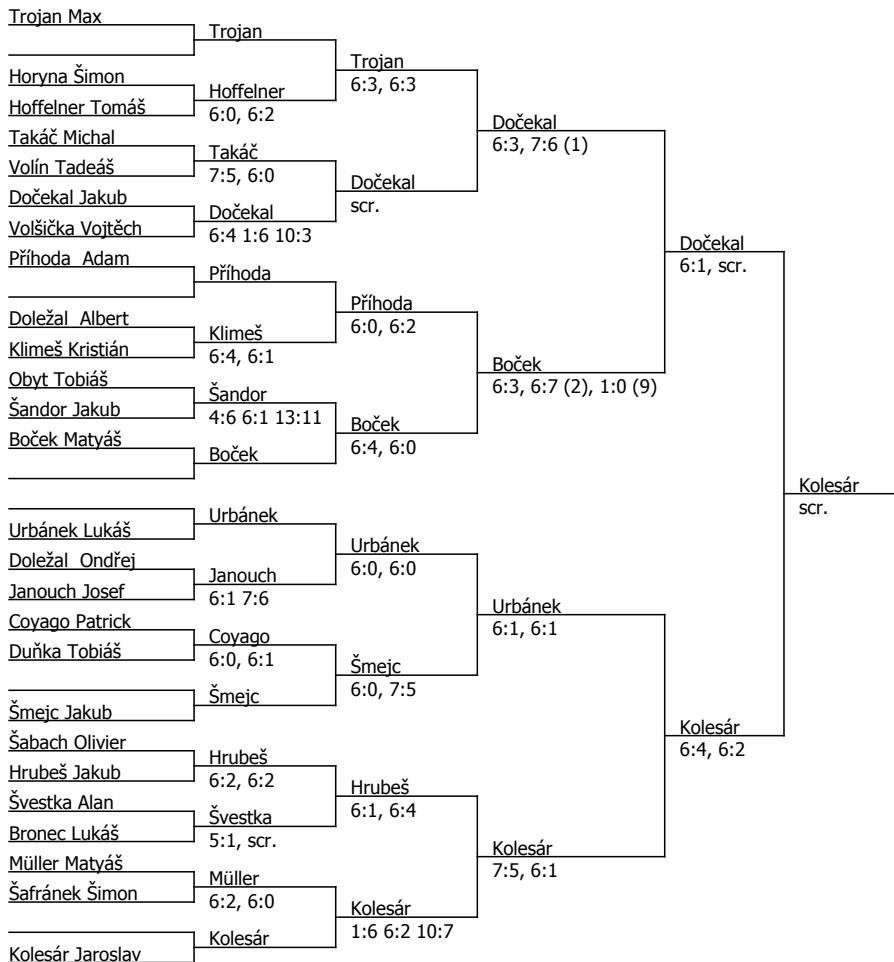 Trojan Max
Horyna Šimon
Hoffelner Tomáš
Takáč Michal
Volín Tadeáš
Dočekal Jakub
Volšička Vojtěch
Příhoda  Adam
Doležal  Albert
Klimeš Kristián
Obyt Tobiáš
Šandor Jakub
Boček Matyáš
Urbánek Lukáš
Doležal  Ondřej
Janouch Josef
Coyago Patrick
Duňka Tobiáš
Šmejc Jakub
Šabach Olivier
Hrubeš Jakub
Švestka Alan
Bronec Lukáš
Müller Matyáš
Šafránek Šimon
Kolesár Jaroslav
Trojan
Hoffelner
6:0, 6:2
Takáč
7:5, 6:0
Dočekal
6:4 1:6 10:3
Příhoda
Klimeš
6:4, 6:1
Šandor
4:6 6:1 13:11
Boček
Urbánek
Janouch
6:1 7:6
Coyago
6:0, 6:1
Šmejc
Hrubeš
6:2, 6:2
Švestka
5:1, scr.
Müller
6:2, 6:0
Kolesár
Trojan
6:3, 6:3
Dočekal
scr.
Příhoda
6:0, 6:2
Boček
6:4, 6:0
Urbánek
6:0, 6:0
Šmejc
6:0, 7:5
Hrubeš
6:1, 6:4
Kolesár
1:6 6:2 10:7
Dočekal
6:3, 7:6 (1)
Boček
6:3, 6:7 (2), 1:0 (9)
Urbánek
6:1, 6:1
Kolesár
7:5, 6:1
Dočekal
6:1, scr.
Kolesár
6:4, 6:2
Kolesár
scr.